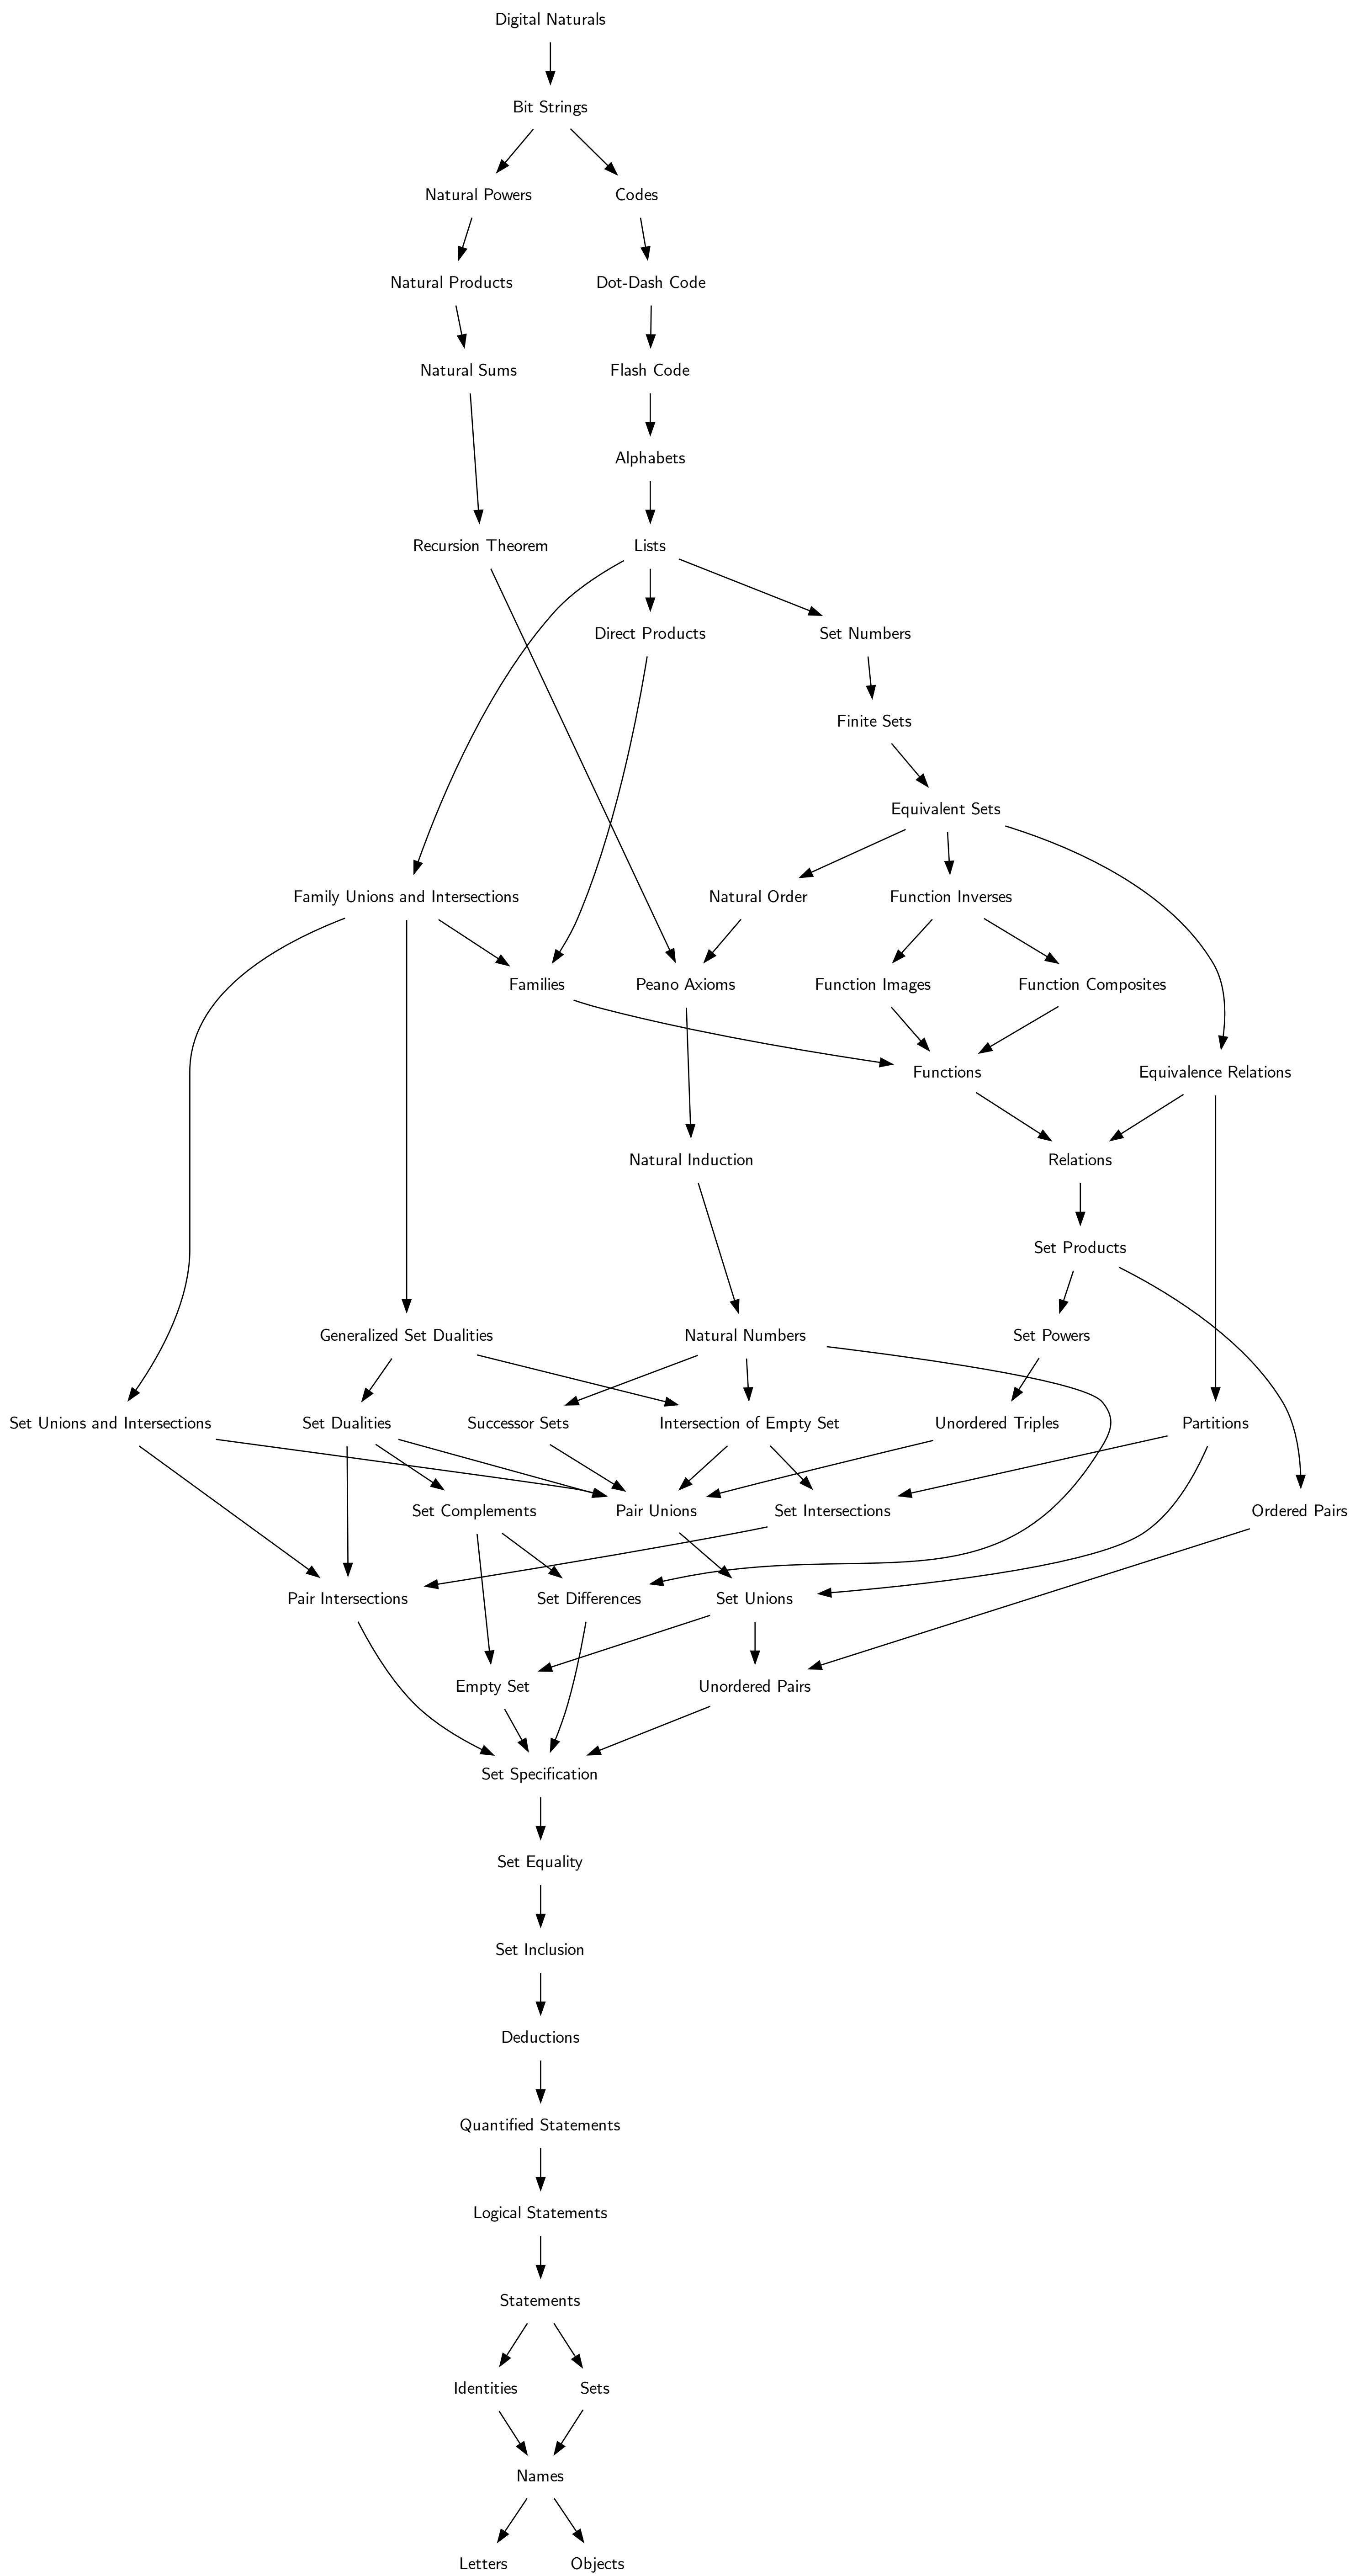 Digital Naturals
Bit Strings
Natural Powers
Codes
Natural Products
Dot-Dash Code
Natural Sums
Flash Code
Alphabets
Recursion Theorem
Lists
Direct Products
Set Numbers
Finite Sets
Equivalent Sets
Family Unions and Intersections
Natural Order
Function Inverses
Families
Peano Axioms
Function Images
Function Composites
Functions
Equivalence Relations
Natural Induction
Relations
Set Products
Generalized Set Dualities
Natural Numbers
Set Powers
Set Unions and Intersections
Set Dualities
Successor Sets
Intersection of Empty Set
Unordered Triples
Partitions
Set Complements
Pair Unions
Set Intersections
Ordered Pairs
Pair Intersections
Set Differences
Set Unions
Empty Set
Unordered Pairs
Set Specification
Set Equality
Set Inclusion
Deductions
Quantified Statements
Logical Statements
Statements
Identities
Sets
Names
Letters
Objects